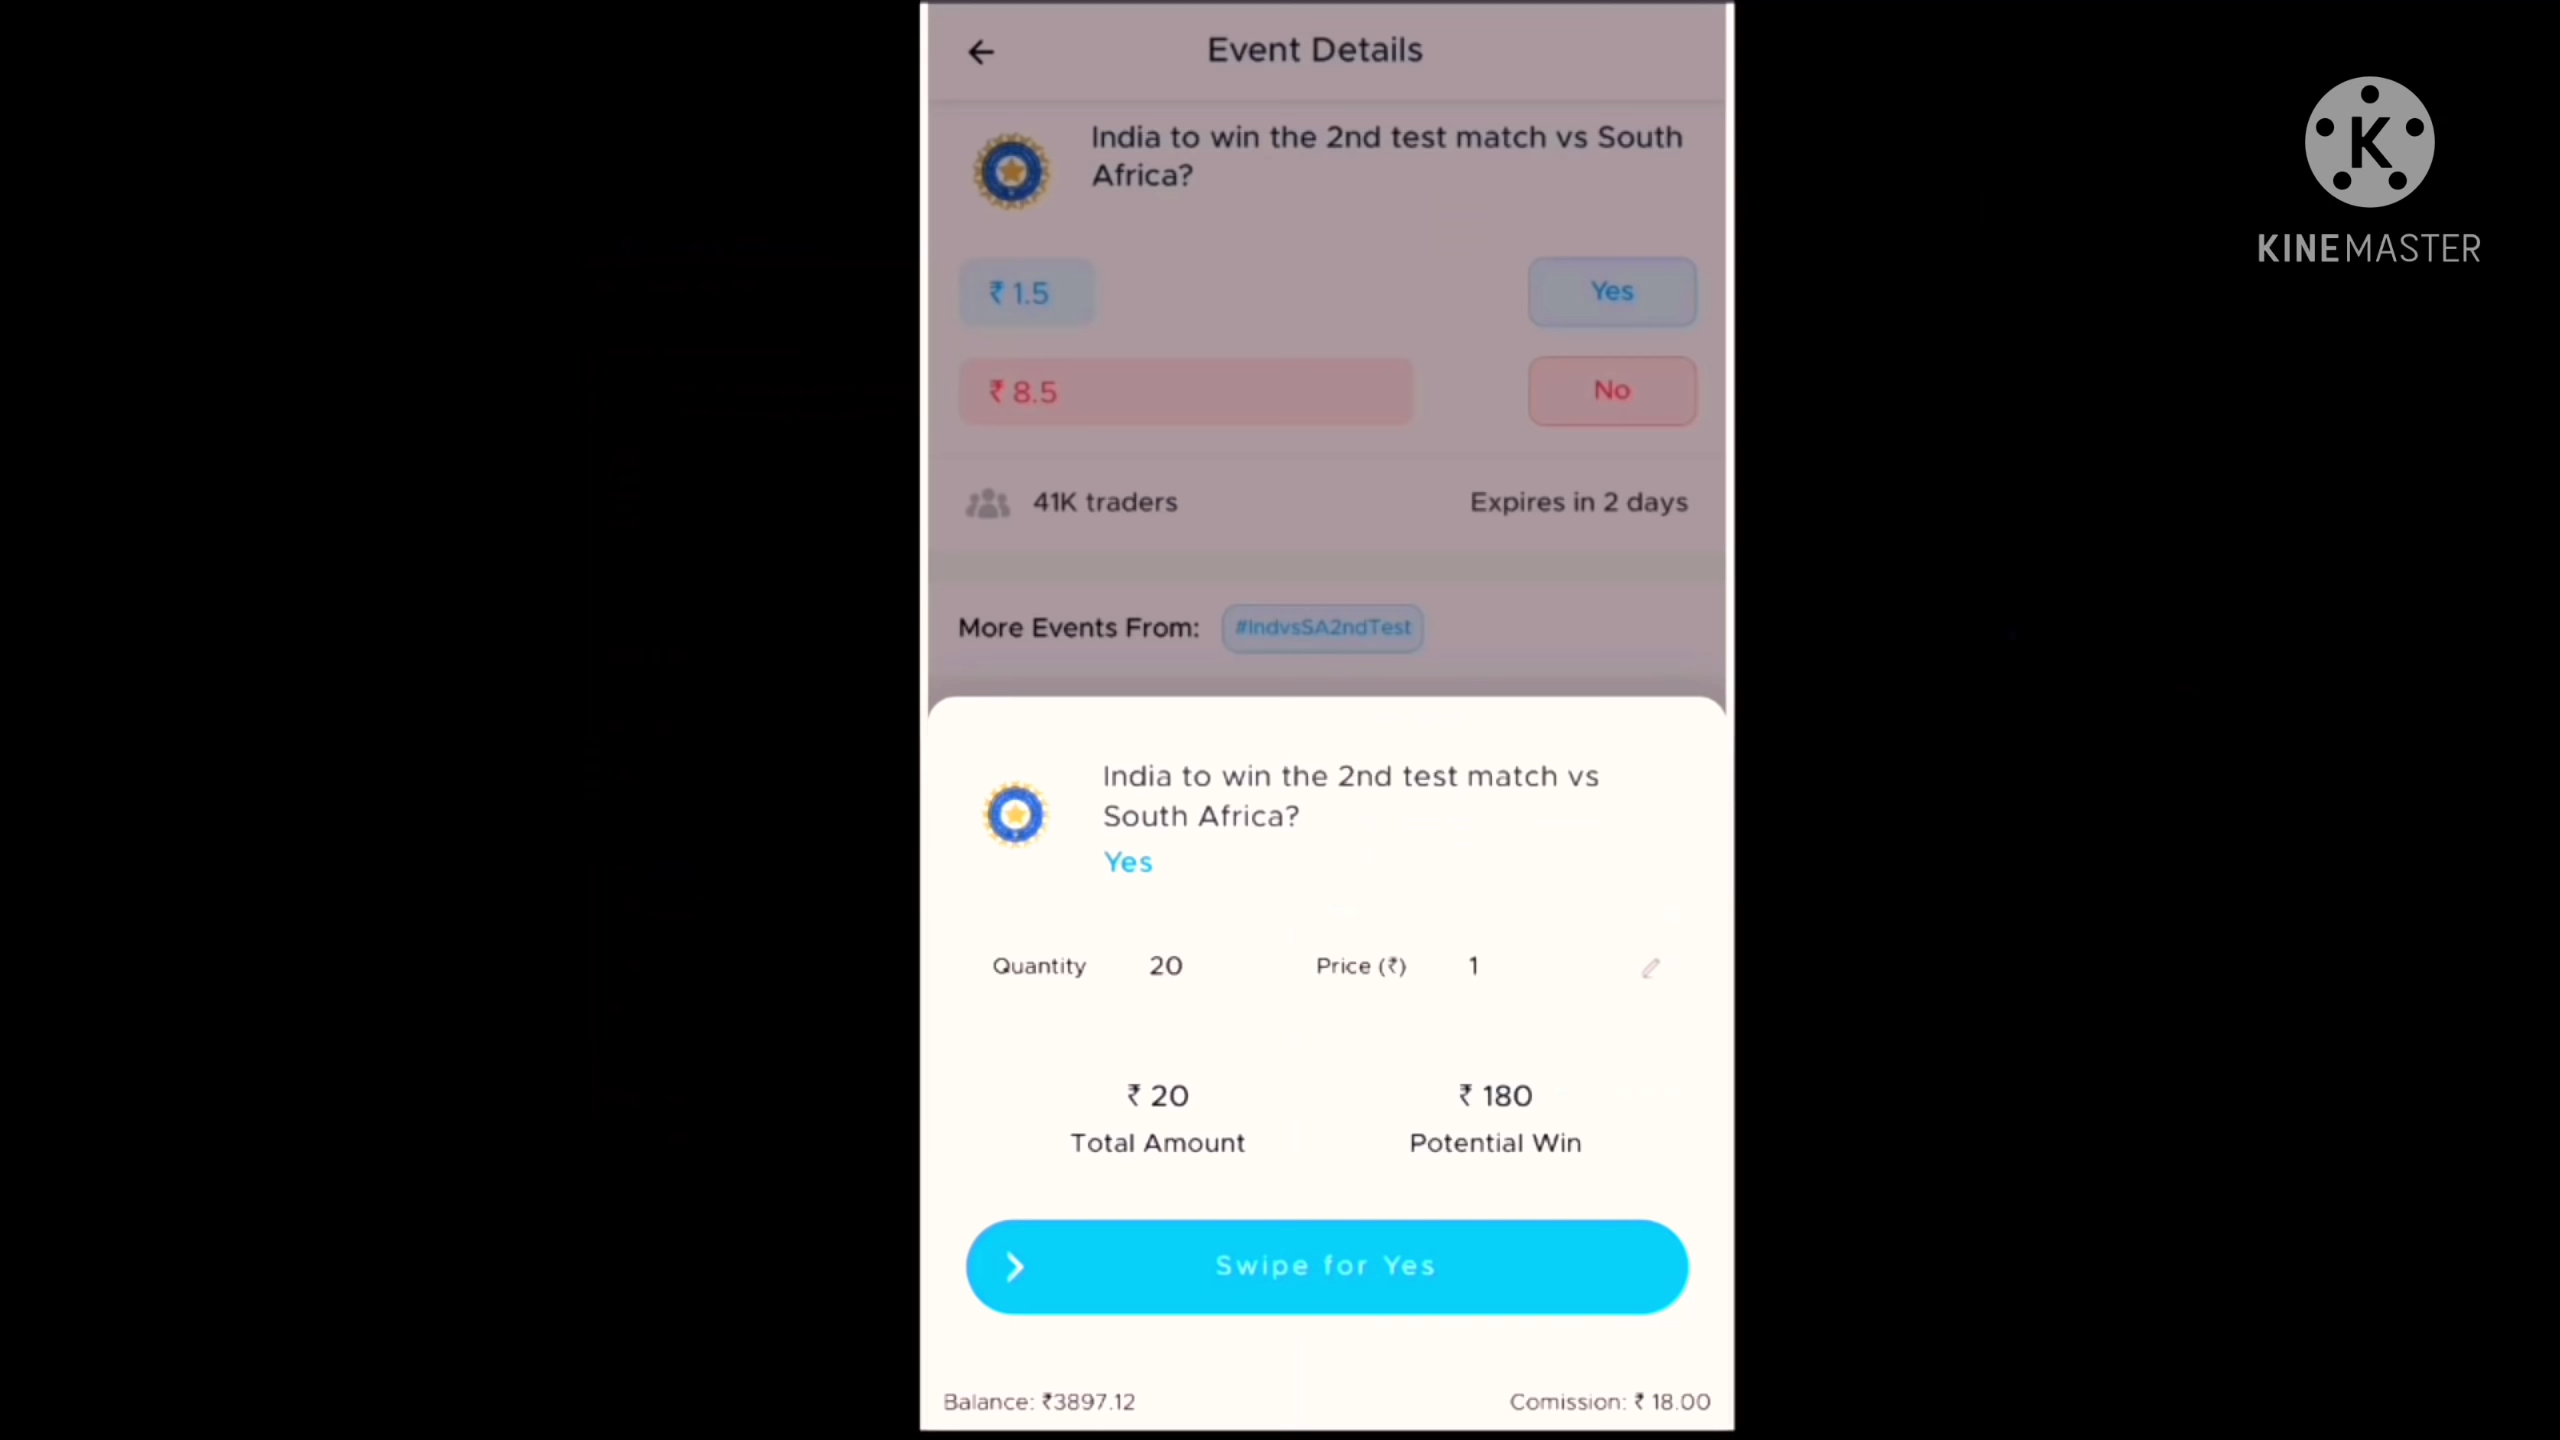 Event Details
India to win the 2nd test match vs South
Africa?
₹ 1.5
Yes
₹ 8.5
No
41K traders
Expires in 2 days
More Events From:
#IndvsSA2ndTest
India to win the 2nd test match vs
South Africa?
Yes
Quantity 20 Price (₹) 1
₹ 20
Total Amount
₹ 180
Potential Win
Swipe for Yes
Balance: ₹3897.12
Comission: ₹ 18.00
K
KINEMASTER